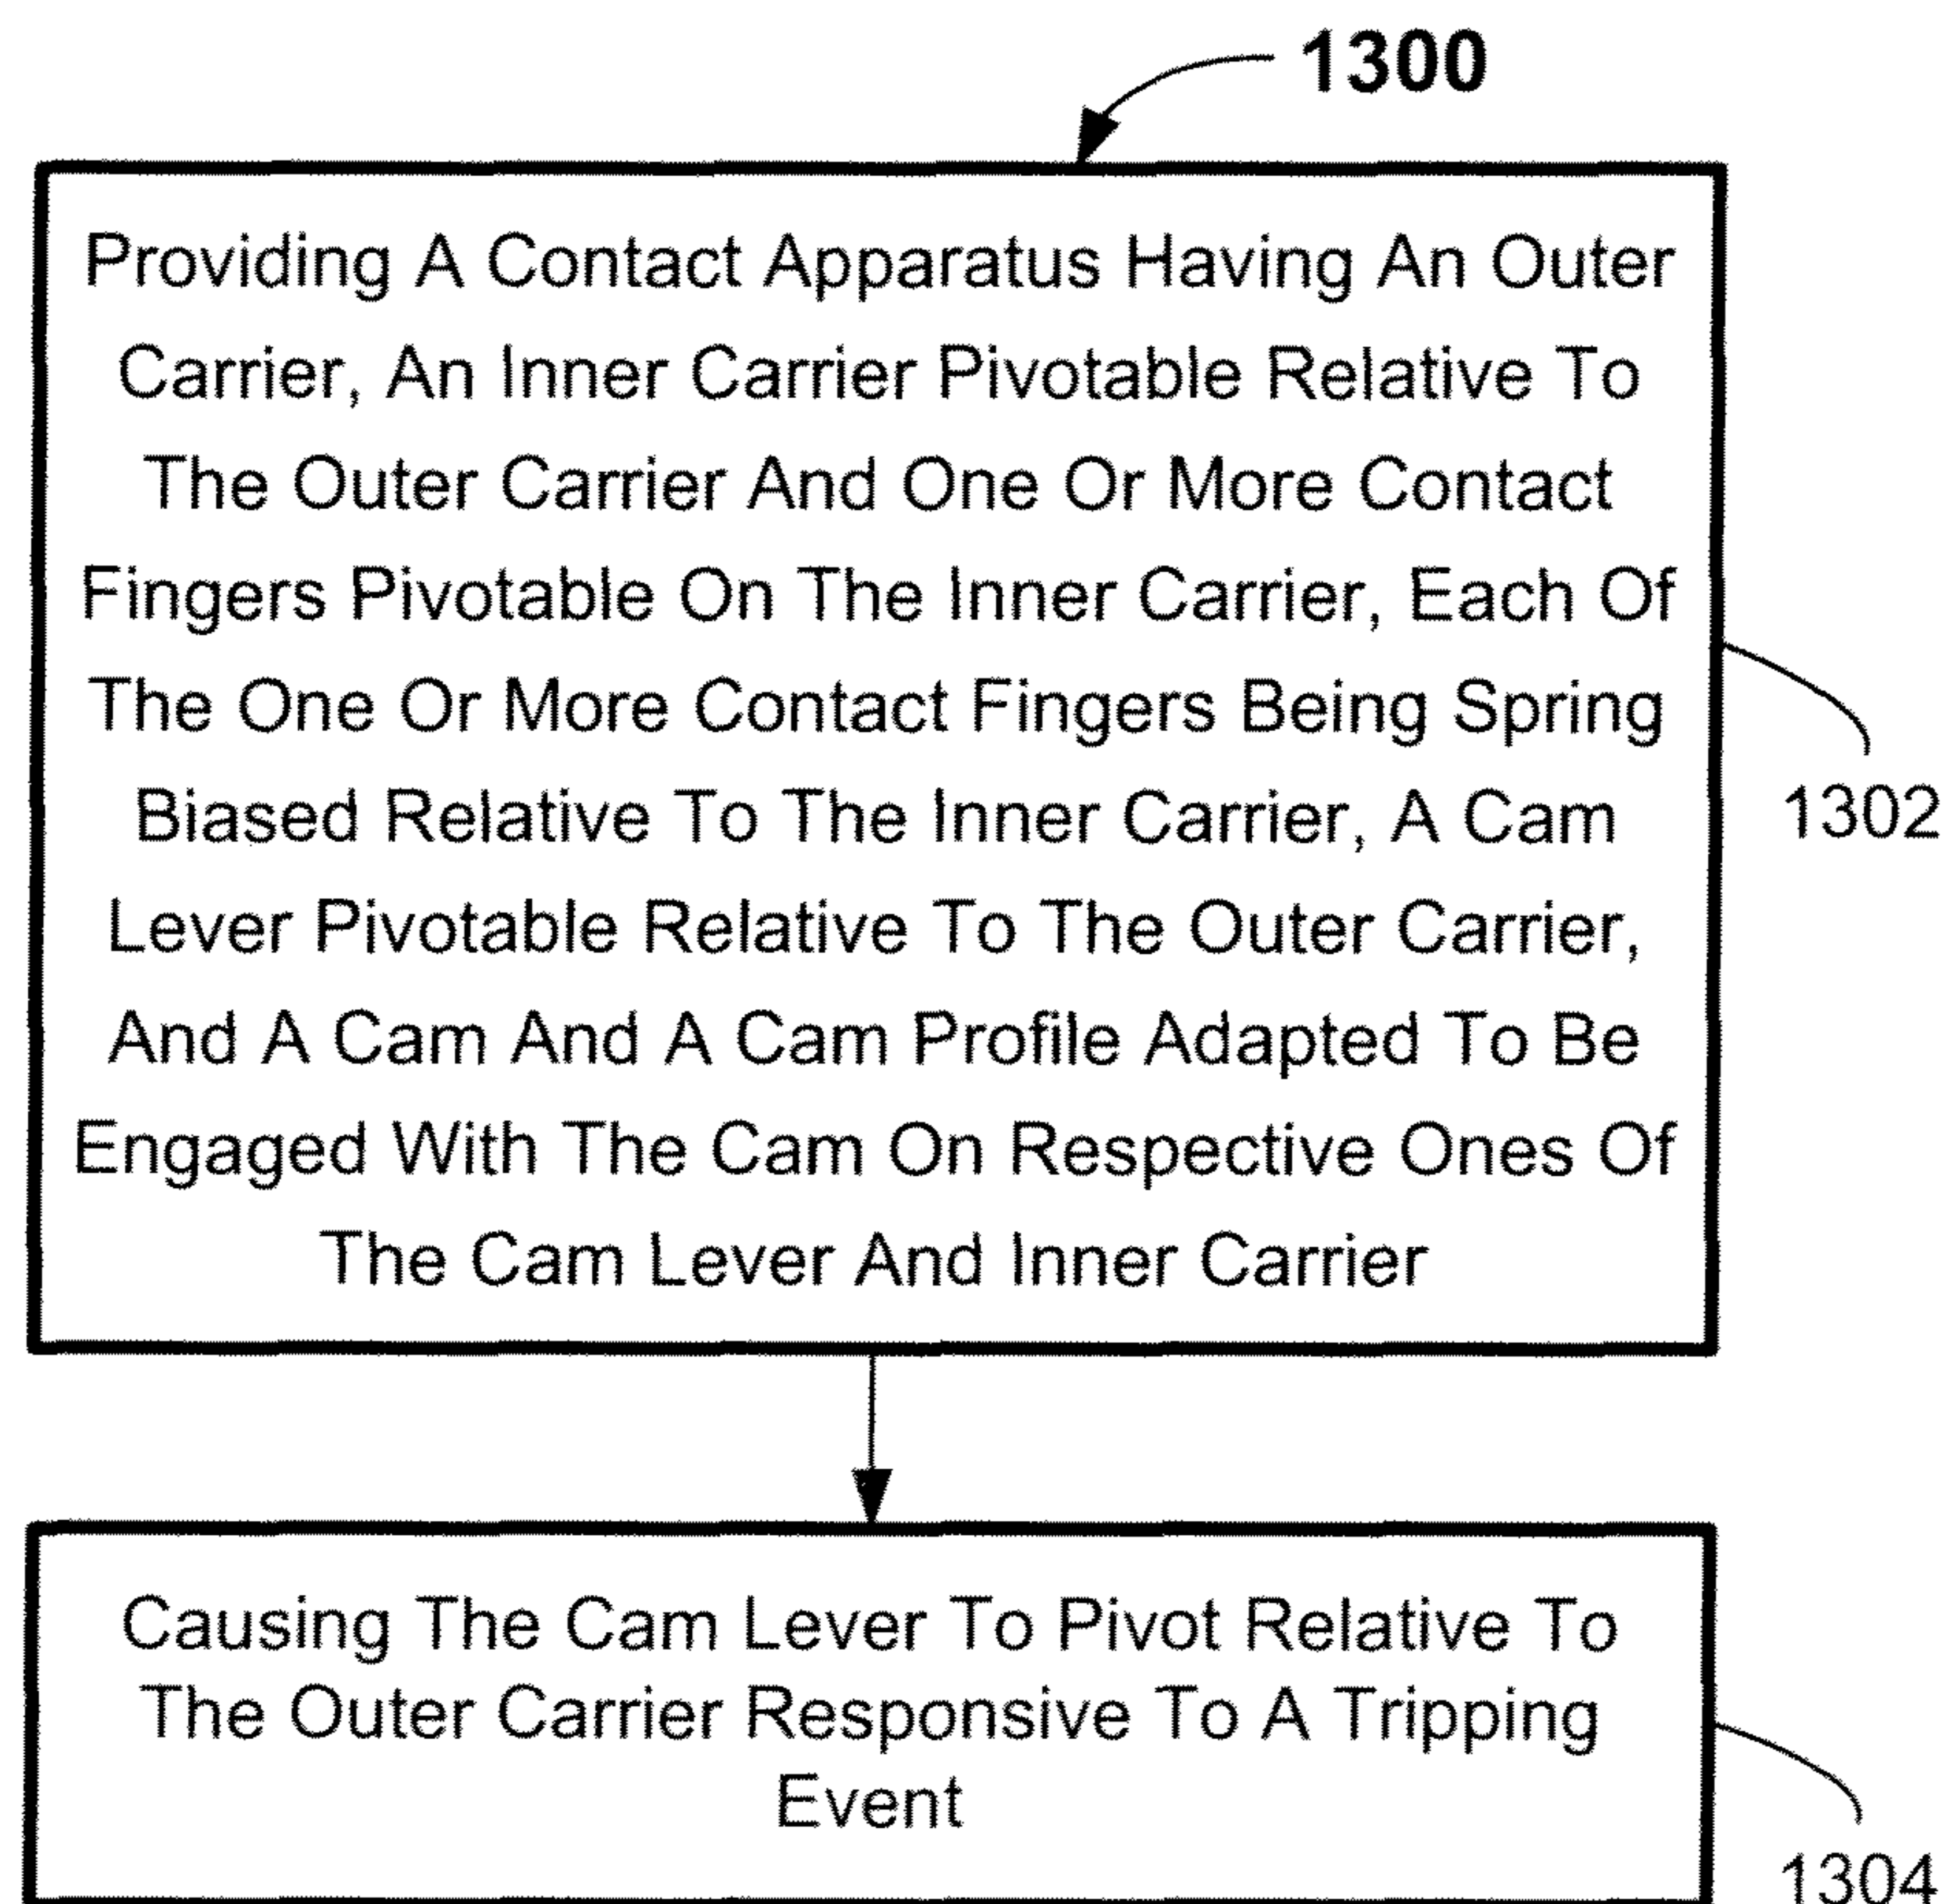 1300
Providing A Contact Apparatus Having An Outer
Carrier, An Inner Carrier Pivotable Relative To
The Outer Carrier And One Or More Contact
Fingers Pivotable On The Inner Carrier, Each Of
The One Or More Contact Fingers Being Spring
Biased Relative To The Inner Carrier, A Cam
Lever Pivotable Relative To The Outer Carrier,
And A Cam And A Cam Profile Adapted To Be
Engaged With The Cam On Respective Ones Of
The Cam Lever And Inner Carrier
1302
Causing The Cam Lever To Pivot Relative To
The Outer Carrier Responsive To A Tripping
Event
1304